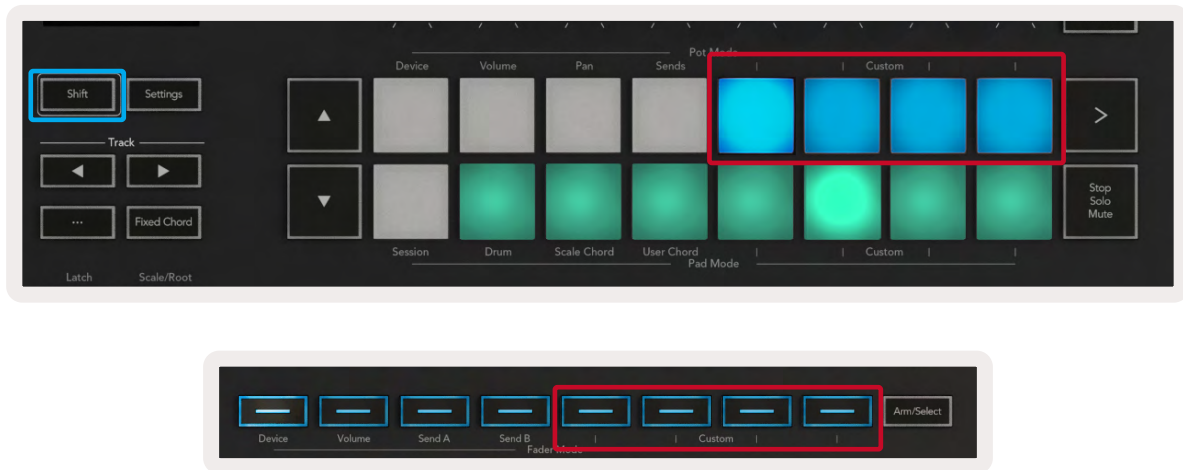 Pot Mode
Device Volume Pan Sends Custom
Shift Settings
▲ >
Track
◄ ►
▼ Stop
Solo
Mute
... Fixed Chord
Session Drum Scale Chord User Chord Custom
Pad Mode
Latch Scale/Root
Arm/Select
Device Volume Send A Send B Custom
Fader Mode